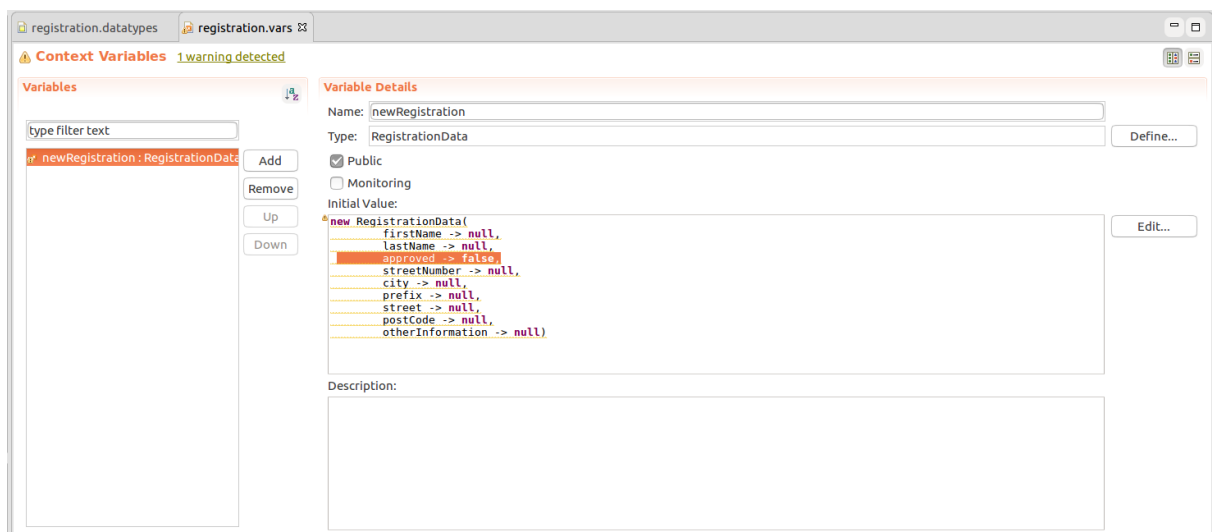 registration.datatypes registration.vars
Context Variables 1 warning detected
Variables
type filter text
newRegistration : RegistrationData
Add
Remove
Up
Down
Variable Details
Name: newRegistration
Type: RegistrationData Define...
Public
Monitoring
Initial Value:
new RegistrationData(
firstName -> null,
lastName -> null,
approved -> false,
streetNumber -> null,
city -> null,
prefix -> null,
street -> null,
postCode -> null,
otherInformation -> null)
Edit...
Description: